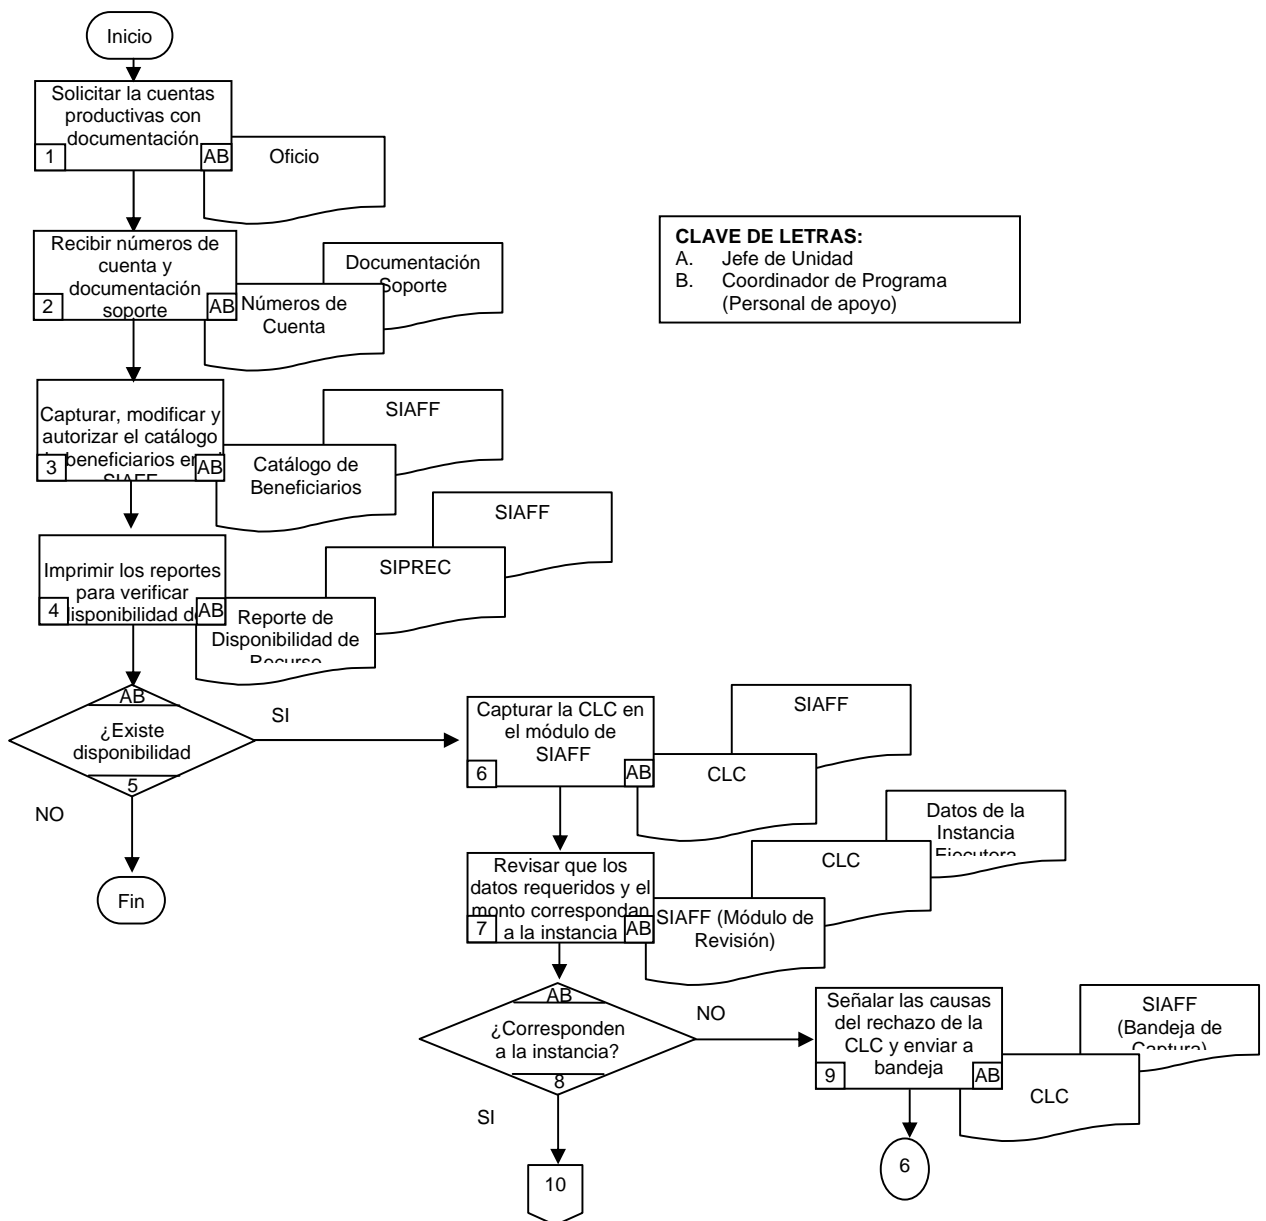 Inicio
Solicitar la cuentas
productivas con
documentación
1
AB
Oficio
Recibir números de
cuenta y
documentación
soporte
2
AB
Números de
Cuenta
Documentación
Soporte
CLAVE DE LETRAS:
A. Jefe de Unidad
B. Coordinador de Programa
(Personal de apoyo)
Capturar, modificar y
autorizar el catálogo
beneficiarios en
SIAFF
3
AB
Catálogo de
Beneficiarios
SIAFF
Imprimir los reportes
para verificar
disponibilidad
4
AB
Reporte de
Disponibilidad de
Recurso
SIPREC
SIAFF
AB
¿Existe
disponibilidad
5
SI
NO
Fin
Capturar la CLC en
el módulo de
SIAFF
6
AB
CLC
SIAFF
Revisar que los
datos requeridos y el
monto correspondan
a la instancia
7
AB
SIAFF (Módulo de
Revisión)
CLC
Datos de la
Instancia
Ejecutora
AB
¿Corresponden
a la instancia?
8
NO
SI
Señalar las causas
del rechazo de la
CLC y enviar a
bandeja
9
AB
CLC
SIAFF
(Bandeja de
Captura)
6
10